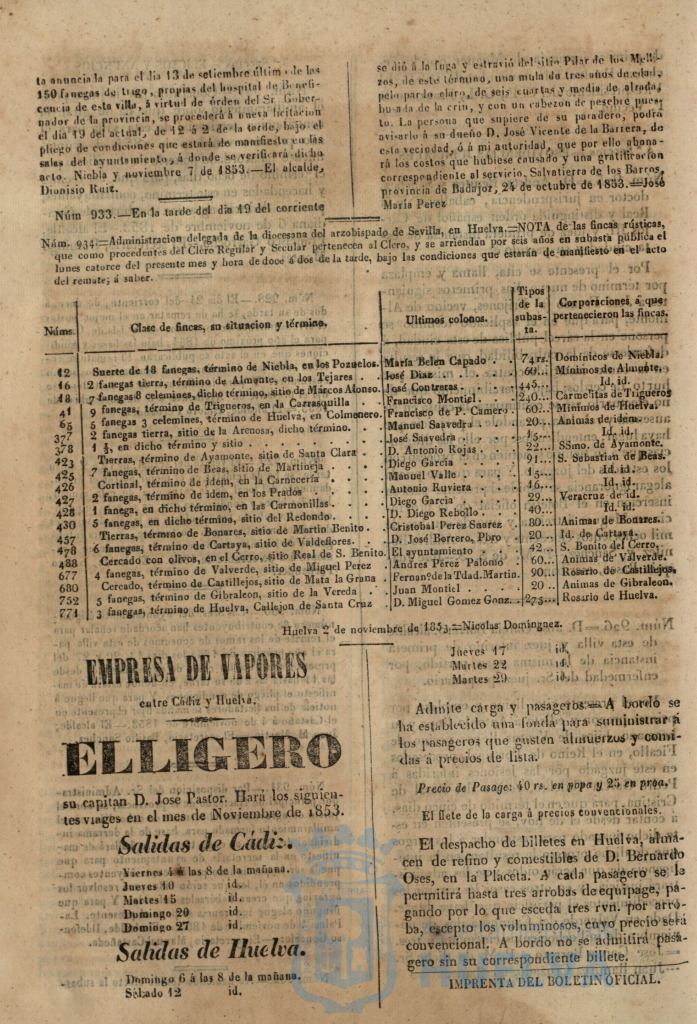 ta anunciada para el dia 13 de setiembre último de las
150 fanegas de trigo, propias del hospital de Benefi-
cencia de esta villa, á virtud de órden del Sr. Gober-
nador de la provincia, se procederá á nueva licitacion
el dia 19 del actual, de 12 á 2 de la tarde, bajo el
pliego de condiciones que estará de manifiesto en las
salas del ayuntamiento, á donde se verificará dicho
acto. Niebla y noviembre 7 de 1853.—El alcalde,
Dionisio Ruiz.
Núm 933.—En la tarde del dia 19 del corriente
se dió á la fuga y estravió del sitio Pilar de los Melli-
zos, de este término, una mula de tres años de edad,
pelo pardo claro, de seis cuartas y media de alzada,
de la crin, y con un cabezon de pesebre pues-
to. La persona que supiere de su paradero, podrá
avisarlo á su dueño D. José Vicente de la Barrera, de
esta vecindad, ó á mi autoridad, que por ello abona-
rá los costos que hubiese causado y una gratificacion
correspondiente al servicio. Salvatierra de los Barros,
provincia de Badajoz, 24 de octubre de 1853.—José
María Perez
Núm. 934—Administracion delegada de la diocesana del arzobispado de Sevilla, en Huelva.—NOTA de las fincas rústicas,
que como procedentes del Clero Regular y Secular pertenecen al Clero, y se arriendan por seis años en subasta pública el
lunes catorce del presente mes y hora de doce á dos de la tarde, bajo las condiciones que estarán de manifiesto en el acto
del remate; á saber.
Núms. Clase de fincas, su situacion y término. Ultimos colonos. Tipos de la subasta. Corporaciones á que pertenecieron las fincas.
12 Suerte de 18 fanegas, término de Niebla, en los Pozuelos. María Belen Capado . . 74 rs. Domínicos de Niebla.
16 2 fanegas tierra, término de Almonte, en los Tejares . José Diaz . . . 60... Mínimos de Almonte.
18 7 fanegas 8 celemines, dicho término, sitio de Márcos Alonso. José Contreras. . . 445... Id. id.
41 9 fanegas, término de Trigueros, en la Carrasquilla . Francisco Montiel . . 240... Carmelitas de Trigueros
65 5 fanegas 3 celemines, término de Huelva, en Colmenero. Francisco de P. Camero . 60... Mínimos de Huelva.
377 2 fanegas tierra, sitio de la Arenosa, dicho término. Manuel Saavedra . . 20... Animas de idem.
378 1 ½, en dicho término y sitio . . . José Saavedra . . 15... Id. id.
423 Tierras, término de Ayamonte, sitio de Santa Clara D. Antonio Rojas. . . 22... SSmo. de Ayamonte.
425 7 fanegas, término de Beas, sitio de Martineja . Diego Garcia . . 91... S. Sebastian de Beas.
426 Cortinal, término de idem, en la Carnecería . Manuel Valle . . 15... Id. id.
427 2 fanegas, término de idem, en los Prados . Antonio Ruviera . . 16... Id. id.
428 1 fanega, en dicho término, en las Carmonillas . Diego Garcia . . 29... Veracruz de id.
430 5 fanegas, en dicho término, sitio del Redondo. D. Diego Rebollo . . 40... Id. id.
457 Tierras, término de Bonares, sitio de Martin Benito . Cristobal Perez Suarez . 80... Animas de Bonares.
478 6 fanegas, término de Cartaya, sitio de Valdeflores. D. José Borrero, Pbro . 20 Id. de Cartaya.
488 Cercado con olivos, en el Cerro, sitio Real de S. Benito. El ayuntamiento . . 42... S. Benito del Cerro.
677 4 fanegas, término de Valverde, sitio de Miguel Perez Andres Perez Palomo . 60... Animas de Valverde.
680 Cercado, término de Castillejos, sitio de Mata la Grana . Fernan.º de la Tdad. Martin. 90... Rosario de Castillejos.
752 5 fanegas, término de Gibraleon, sitio de la Vereda . Juan Montiel . . 20 Animas de Gibraleon.
771 3 fanegas, término de Huelva, Callejon de Santa Cruz D. Miguel Gomez Gonz. . 275... Rosario de Huelva.
Huelva 2 de noviembre de 1853.—Nicolas Dominguez.
EMPRESA DE VAPORES
entre Cádiz y Huelva.
EL LIGERO
su capitan D. José Pastor. Hará los siguien-
tes viages en el mes de Noviembre de 1853.
Salidas de Cádiz.
Viernes 4 á las 8 de la mañana.
Jueves 10 id.
Martes 15 id.
Domingo 20 id.
Domingo 27 id.
Salidas de Huelva.
Domingo 6 á las 8 de la mañana.
Sábado 12 id.
Jueves 17 id.
Martes 22 id.
Martes 29 id.
Admite carga y pasageros—A bordo se
ha establecido una fonda para suministrar á
los pasageros que gusten almuerzos y comi-
das á precios de lista.
Precio de Pasage: 40 rs. en popa y 25 en proa.
El flete de la carga á precios convencionales.
El despacho de billetes en Huelva, alma-
cen de refino y comestibles de D. Bernardo
Oses, en la Placeta. A cada pasagero se le
permitirá hasta tres arrobas de equipage, pa-
gando por lo que esceda tres rvn. por arro-
ba, escepto los voluminosos, cuyo precio será
convencional. A bordo no se admitirá pasa-
gero sin su correspondiente billete.
IMPRENTA DEL BOLETIN OFICIAL.